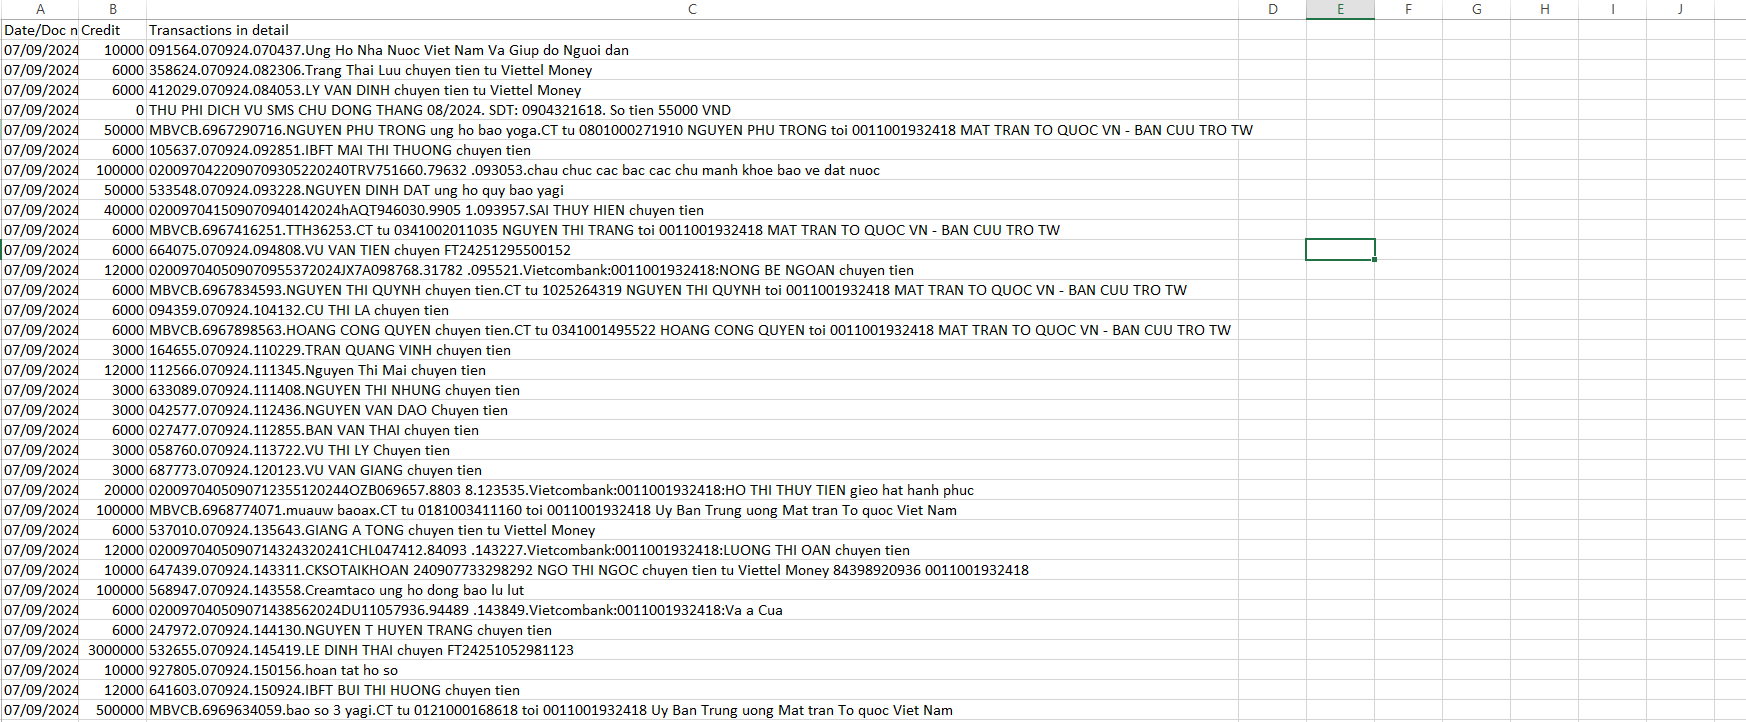 A B C D E F G H I J
Date/Doc n Credit Transactions in detail
07/09/2024 10000 091564.070924.070437.Ung Ho Nha Nuoc Viet Nam Va Giup do Nguoi dan
07/09/2024 6000 358624.070924.082306.Trang Thai Luu chuyen tien tu Viettel Money
07/09/2024 6000 412029.070924.084053.LY VAN DINH chuyen tien tu Viettel Money
07/09/2024 0 THU PHI DICH VU SMS CHU DONG THANG 08/2024. SDT: 0904321618. So tien 55000 VND
07/09/2024 50000 MBVCB.6967290716.NGUYEN PHU TRONG ung ho bao yoga.CT tu 0801000271910 NGUYEN PHU TRONG toi 0011001932418 MAT TRAN TO QUOC VN - BAN CUU TRO TW
07/09/2024 6000 105637.070924.092851.IBFT MAI THI THUONG chuyen tien
07/09/2024 100000 0200970422090709305220240TRV751660.79632 .093053.chau chuc cac bac cac chu manh khoe bao ve dat nuoc
07/09/2024 50000 533548.070924.093228.NGUYEN DINH DAT ung ho quy bao yagi
07/09/2024 40000 020097041509070940142024hAQT946030.9905 1.093957.SAI THUY HIEN chuyen tien
07/09/2024 6000 MBVCB.6967416251.TTH36253.CT tu 0341002011035 NGUYEN THI TRANG toi 0011001932418 MAT TRAN TO QUOC VN - BAN CUU TRO TW
07/09/2024 6000 664075.070924.094808.VU VAN TIEN chuyen FT24251295500152
07/09/2024 12000 020097040509070955372024JX7A098768.31782 .095521.Vietcombank:0011001932418:NONG BE NGOAN chuyen tien
07/09/2024 6000 MBVCB.6967834593.NGUYEN THI QUYNH chuyen tien.CT tu 1025264319 NGUYEN THI QUYNH toi 0011001932418 MAT TRAN TO QUOC VN - BAN CUU TRO TW
07/09/2024 6000 094359.070924.104132.CU THI LA chuyen tien
07/09/2024 6000 MBVCB.6967898563.HOANG CONG QUYEN chuyen tien.CT tu 0341001495522 HOANG CONG QUYEN toi 0011001932418 MAT TRAN TO QUOC VN - BAN CUU TRO TW
07/09/2024 3000 164655.070924.110229.TRAN QUANG VINH chuyen tien
07/09/2024 12000 112566.070924.111345.Nguyen Thi Mai chuyen tien
07/09/2024 3000 633089.070924.111408.NGUYEN THI NHUNG chuyen tien
07/09/2024 3000 042577.070924.112436.NGUYEN VAN DAO Chuyen tien
07/09/2024 6000 027477.070924.112855.BAN VAN THAI chuyen tien
07/09/2024 3000 058760.070924.113722.VU THI LY Chuyen tien
07/09/2024 3000 687773.070924.120123.VU VAN GIANG chuyen tien
07/09/2024 20000 0200970405090712355120244OZB069657.8803 8.123535.Vietcombank:0011001932418:HO THI THUY TIEN gieo hat hanh phuc
07/09/2024 100000 MBVCB.6968774071.muauw baoax.CT tu 0181003411160 toi 0011001932418 Uy Ban Trung uong Mat tran To quoc Viet Nam
07/09/2024 6000 537010.070924.135643.GIANG A TONG chuyen tien tu Viettel Money
07/09/2024 12000 020097040509071432432024​1CHL047412.84093 .143227.Vietcombank:0011001932418:LUONG THI OAN chuyen tien
07/09/2024 10000 647439.070924.143311.CKSOTAIKHOAN 240907733298292 NGO THI NGOC chuyen tien tu Viettel Money 84398920936 0011001932418
07/09/2024 100000 568947.070924.143558.Creamtaco ung ho dong bao lu lut
07/09/2024 6000 020097040509071438562024DU11057936.94489 .143849.Vietcombank:0011001932418:Va a Cua
07/09/2024 6000 247972.070924.144130.NGUYEN T HUYEN TRANG chuyen tien
07/09/2024 3000000 532655.070924.145419.LE DINH THAI chuyen FT24251052981123
07/09/2024 10000 927805.070924.150156.hoan tat ho so
07/09/2024 12000 641603.070924.150924.IBFT BUI THI HUONG chuyen tien
07/09/2024 500000 MBVCB.6969634059.bao so 3 yagi.CT tu 0121000168618 toi 0011001932418 Uy Ban Trung uong Mat tran To quoc Viet Nam